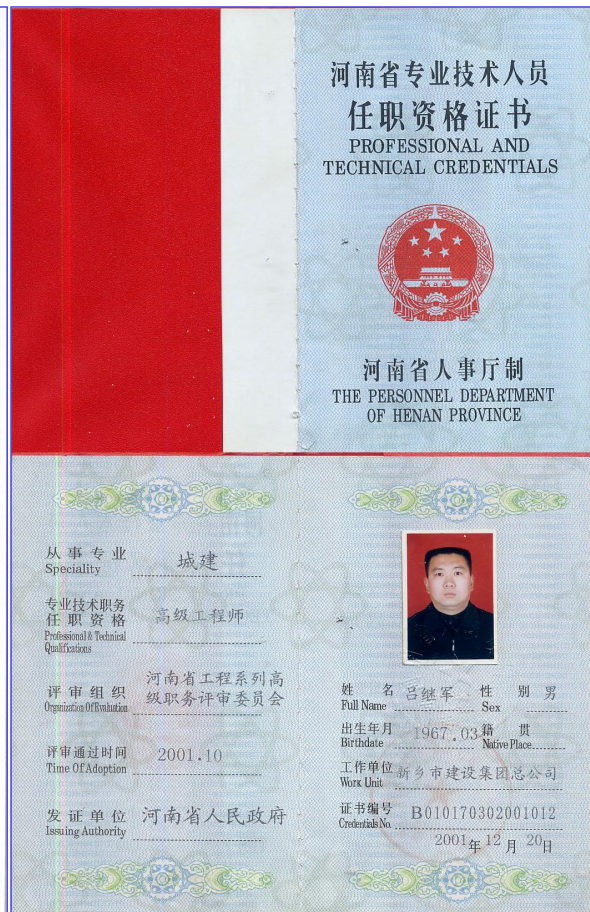 河南省专业技术人员
任职资格证书
PROFESSIONAL AND
TECHNICAL CREDENTIALS
河南省人事厅制
THE PERSONNEL DEPARTMENT
OF HENAN PROVINCE
从事专业 城建
Speciality
专业技术职务
任职资格 高级工程师
Professional & Technical
Qualifications
评审组织 河南省工程系列高
级职务评审委员会
Organization Of Evaluation
评审通过时间 2001.10
Time Of Adoption
发证单位 河南省人民政府
Issuing Authority
姓名 吕继军 性别 男
Full Name Sex
出生年月 1967.03 籍贯
Birthdate Native Place
工作单位 新乡市建设集团总公司
Work Unit
证书编号 B010170302001012
Credentials No.
2001年12月20日